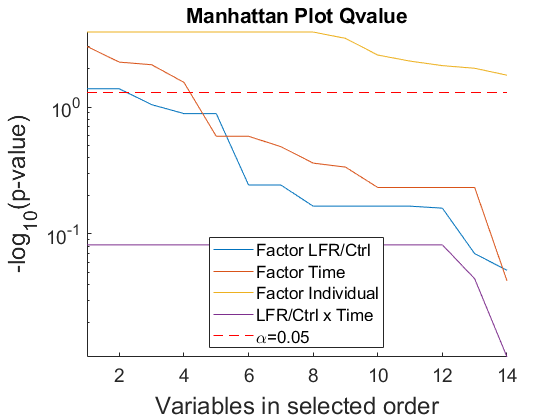 Manhattan Plot Qvalue
-log10(p-value)
10^0
10^-1
Factor LFR/Ctrl
Factor Time
Factor Individual
LFR/Ctrl x Time
α=0.05
2 4 6 8 10 12 14
Variables in selected order